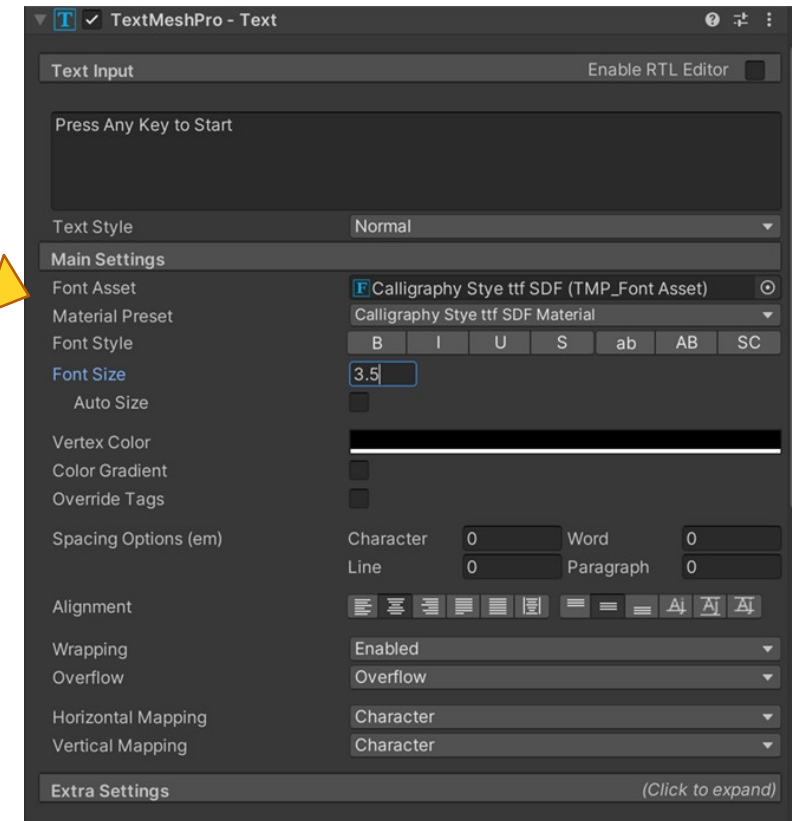 TextMeshPro - Text
Text Input Enable RTL Editor
Press Any Key to Start
Text Style Normal
Main Settings
Font Asset F Calligraphy Stye ttf SDF (TMP_Font Asset)
Material Preset Calligraphy Stye ttf SDF Material
Font Style B I U S ab AB SC
Font Size 3.5
Auto Size
Vertex Color
Color Gradient
Override Tags
Spacing Options (em) Character 0 Word 0
Line 0 Paragraph 0
Alignment
Wrapping Enabled
Overflow Overflow
Horizontal Mapping Character
Vertical Mapping Character
Extra Settings (Click to expand)